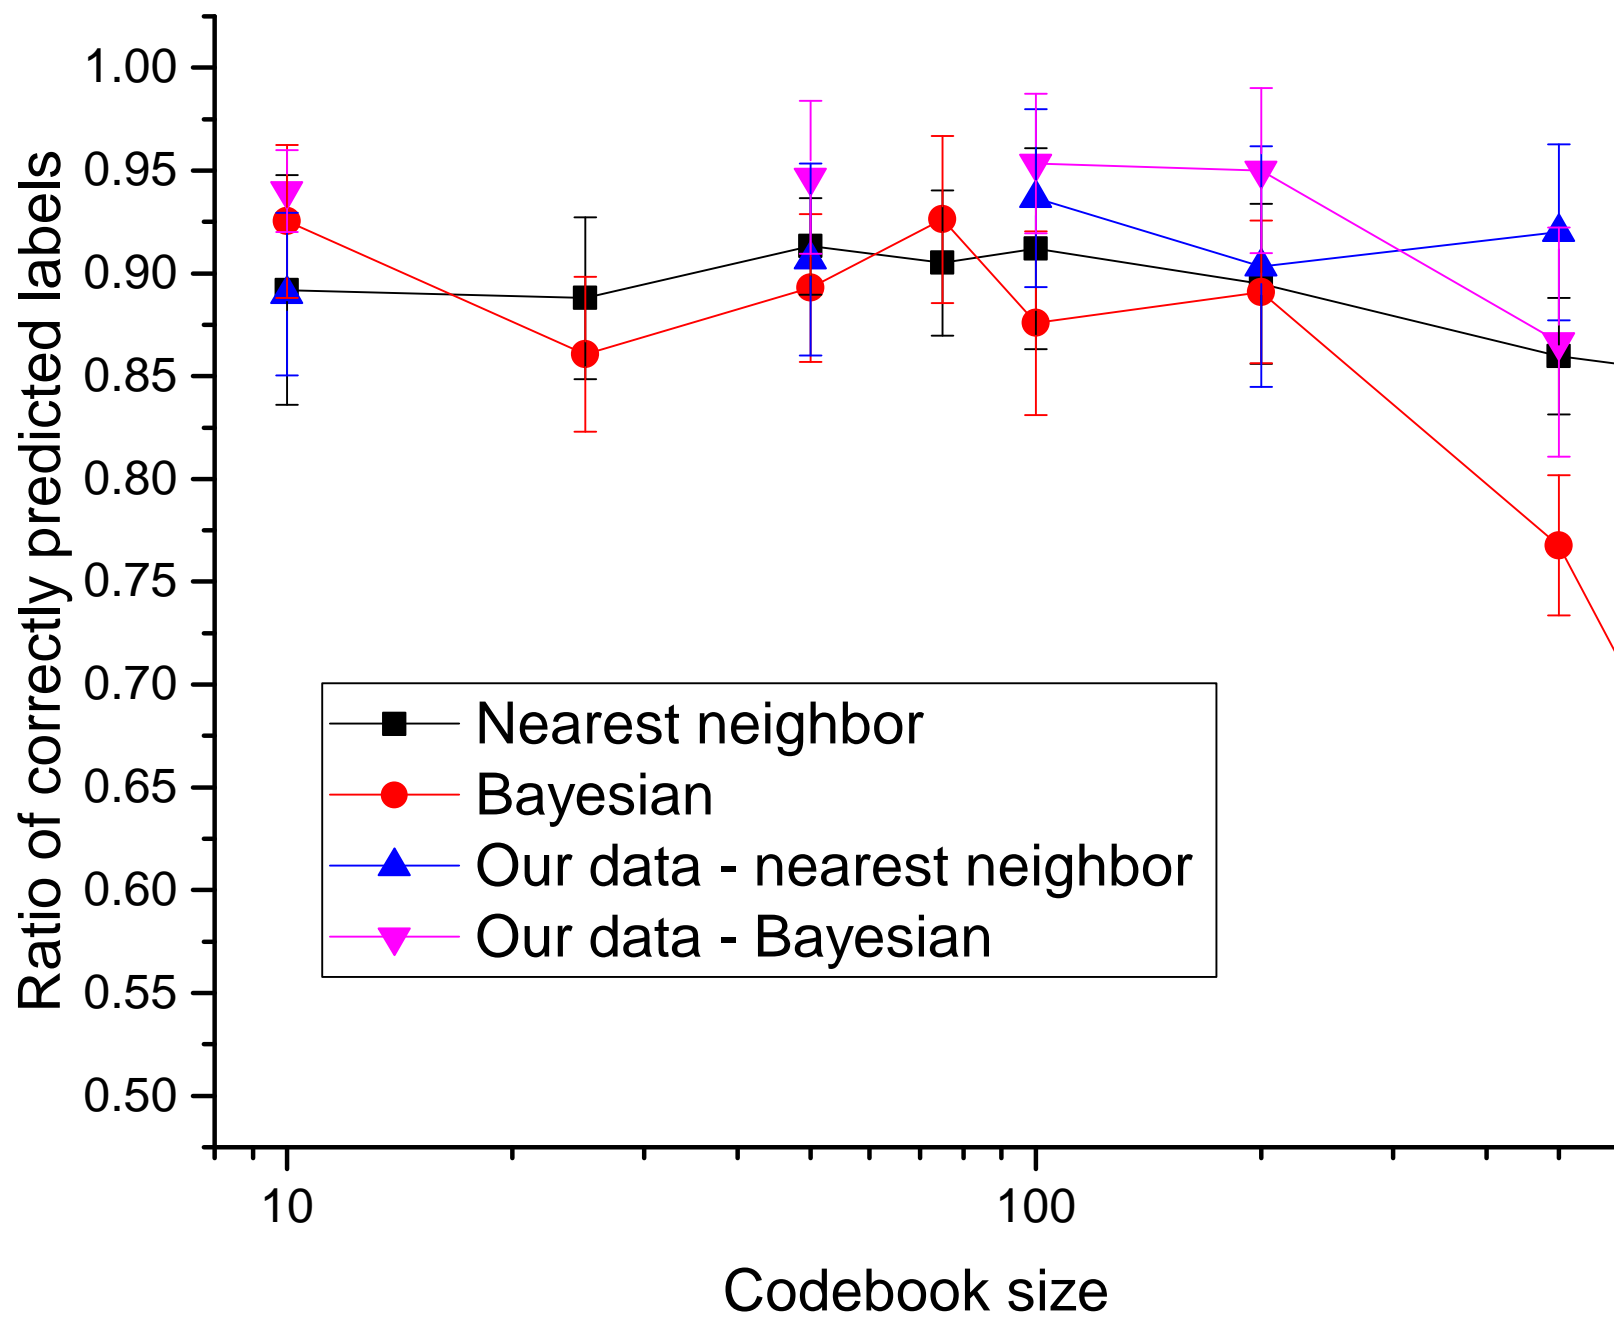 Ratio of correctly predicted labels
1.00
0.95
0.90
0.85
0.80
0.75
0.70
0.65
0.60
0.55
0.50
Nearest neighbor
Bayesian
Our data - nearest neighbor
Our data - Bayesian
10
100
Codebook size